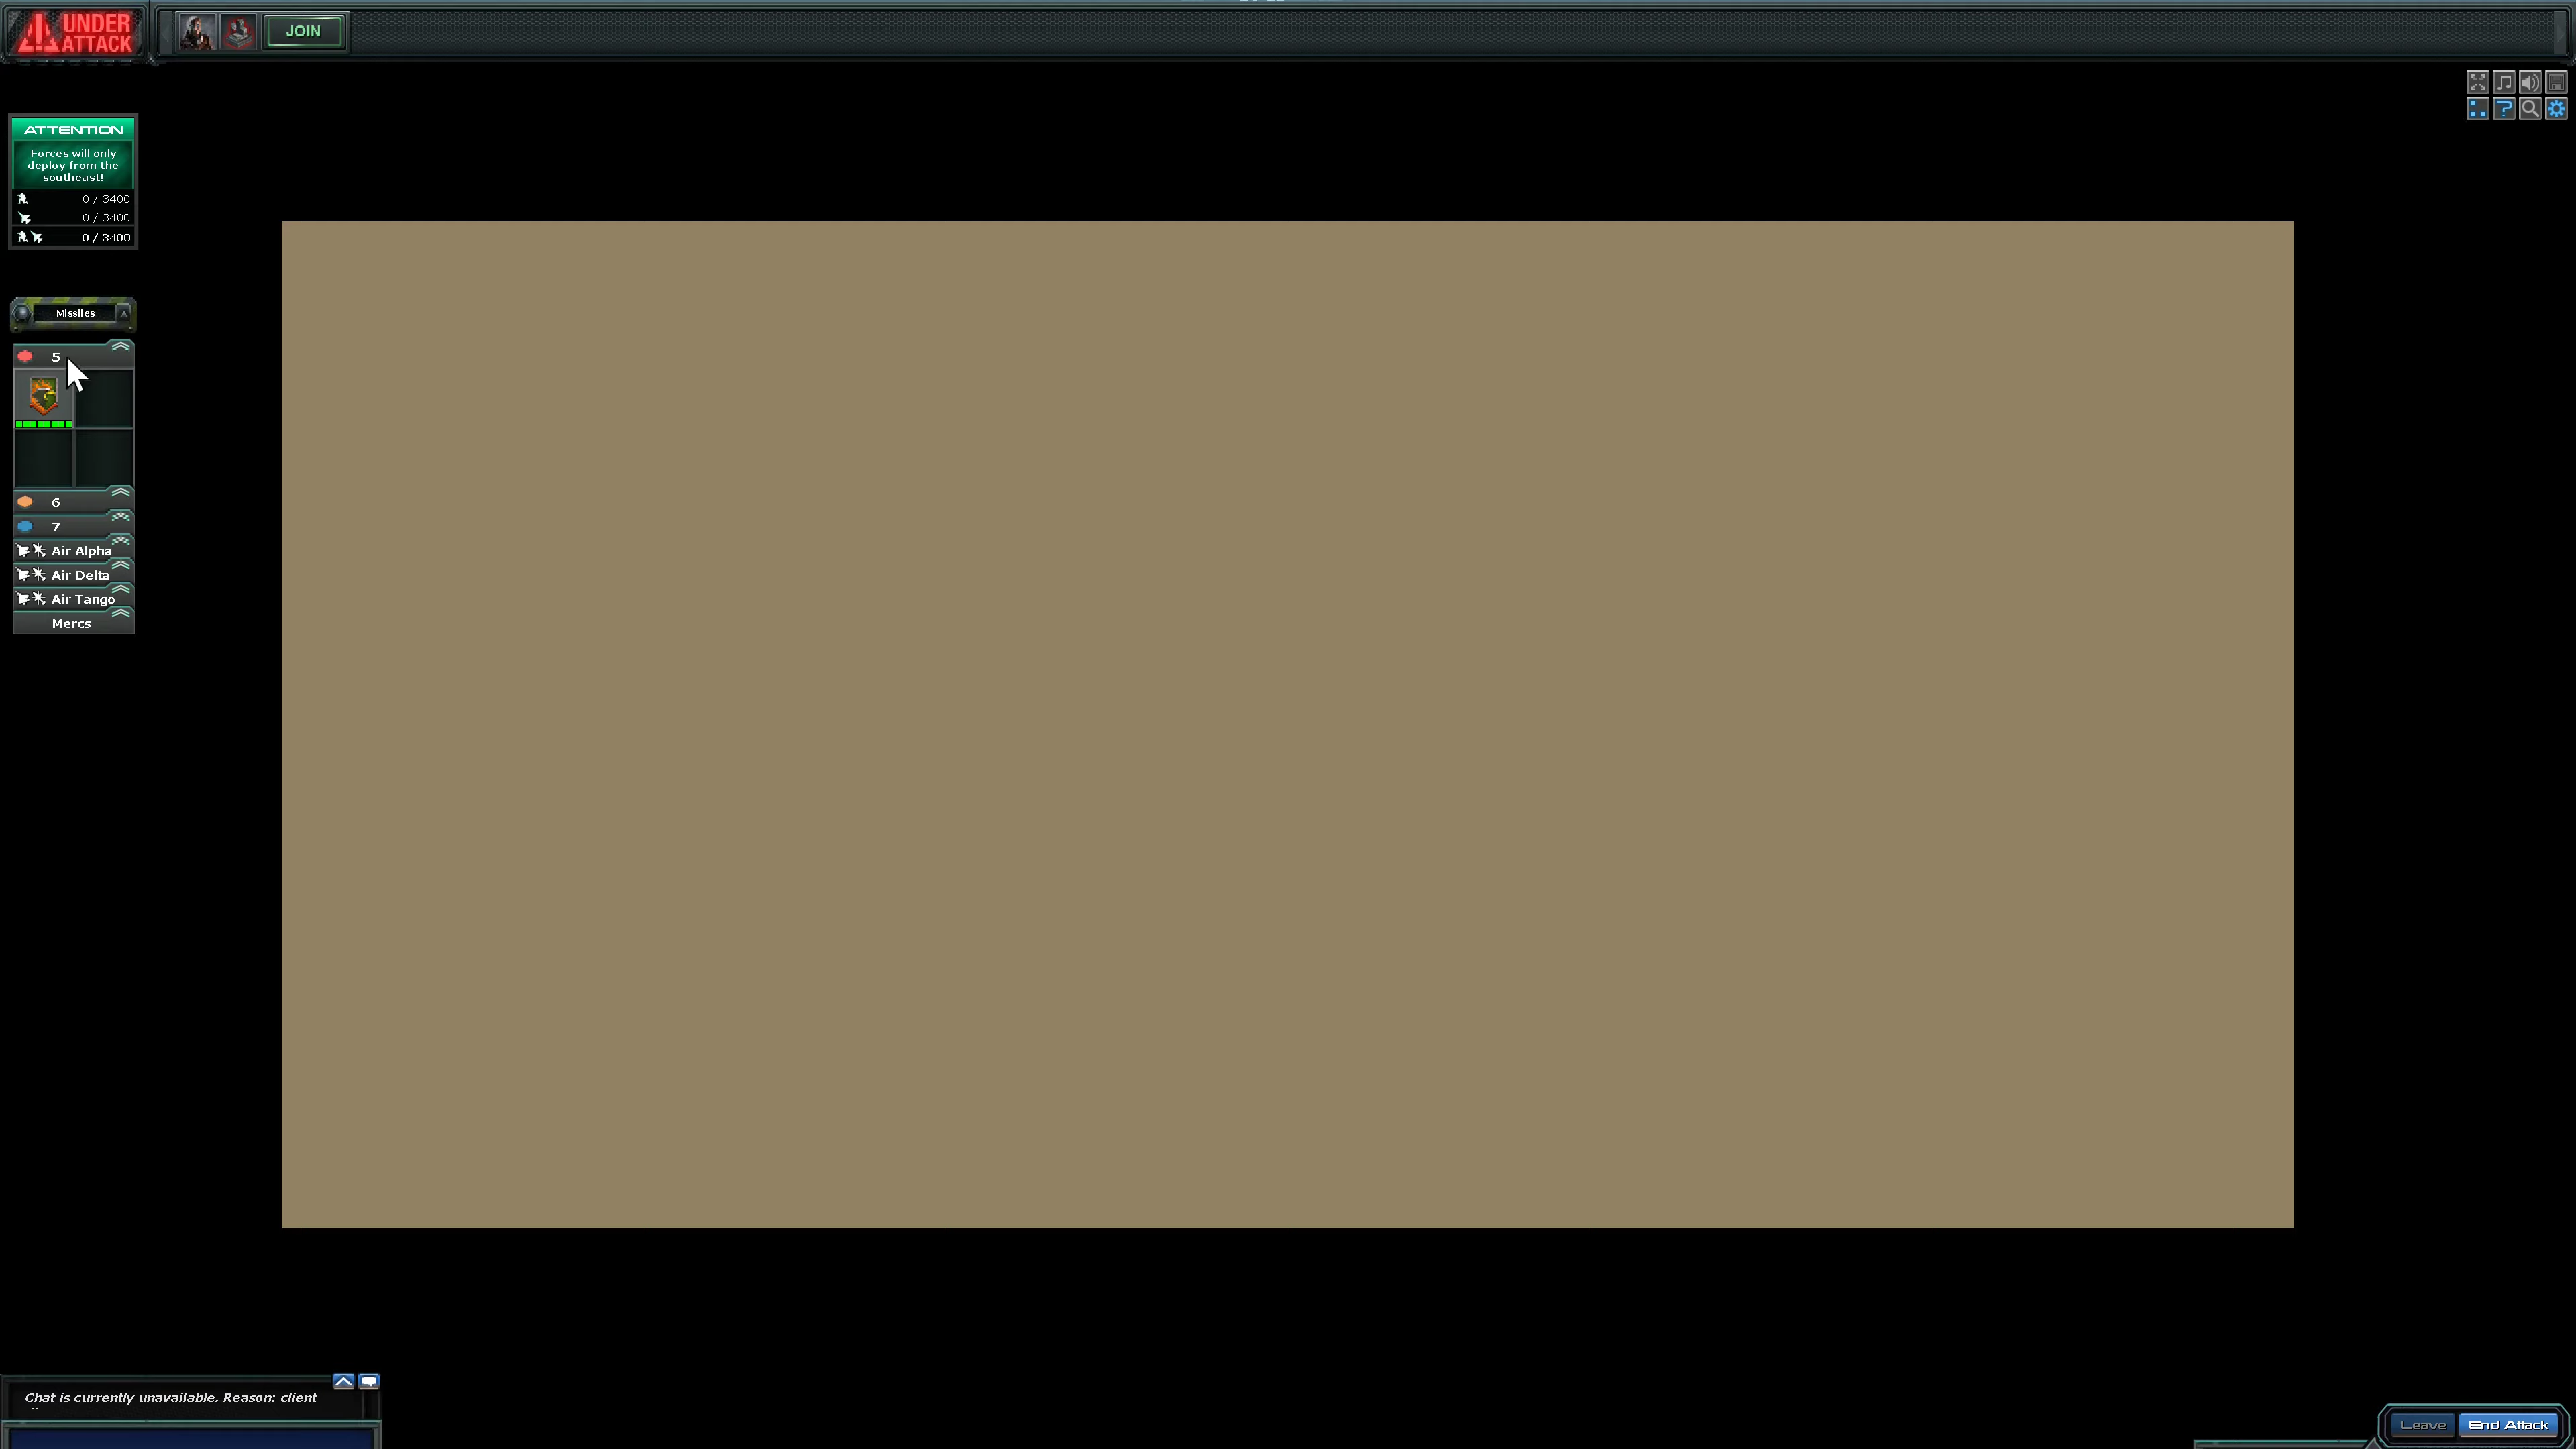 UNDER
ATTACK
JOIN
ATTENTION
Forces will only
deploy from the
southeast!
0 / 3400
0 / 3400
0 / 3400
Missiles
5
6
7
Air Alpha
Air Delta
Air Tango
Mercs
Chat is currently unavailable. Reason: client
Leave
End Attack